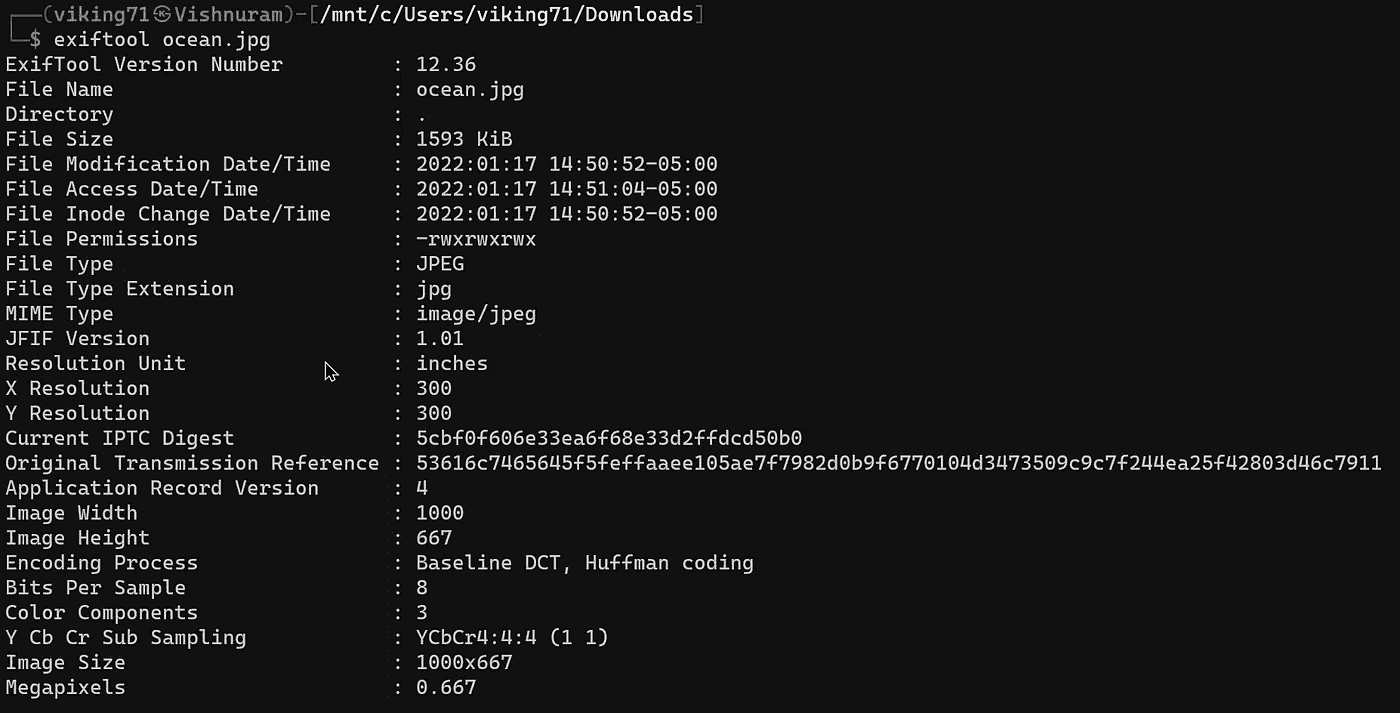 ┌──(viking71㉿Vishnuram)-[/mnt/c/Users/viking71/Downloads]
└─$ exiftool ocean.jpg
ExifTool Version Number         : 12.36
File Name                       : ocean.jpg
Directory                       : .
File Size                       : 1593 KiB
File Modification Date/Time     : 2022:01:17 14:50:52-05:00
File Access Date/Time           : 2022:01:17 14:51:04-05:00
File Inode Change Date/Time     : 2022:01:17 14:50:52-05:00
File Permissions                : -rwxrwxrwx
File Type                       : JPEG
File Type Extension             : jpg
MIME Type                       : image/jpeg
JFIF Version                    : 1.01
Resolution Unit                 : inches
X Resolution                    : 300
Y Resolution                    : 300
Current IPTC Digest             : 5cbf0f606e33ea6f68e33d2ffdcd50b0
Original Transmission Reference : 53616c7465645f5feffaaee105ae7f7982d0b9f6770104d3473509c9c7f244ea25f42803d46c7911
Application Record Version      : 4
Image Width                     : 1000
Image Height                    : 667
Encoding Process                : Baseline DCT, Huffman coding
Bits Per Sample                 : 8
Color Components                : 3
Y Cb Cr Sub Sampling            : YCbCr4:4:4 (1 1)
Image Size                      : 1000x667
Megapixels                      : 0.667